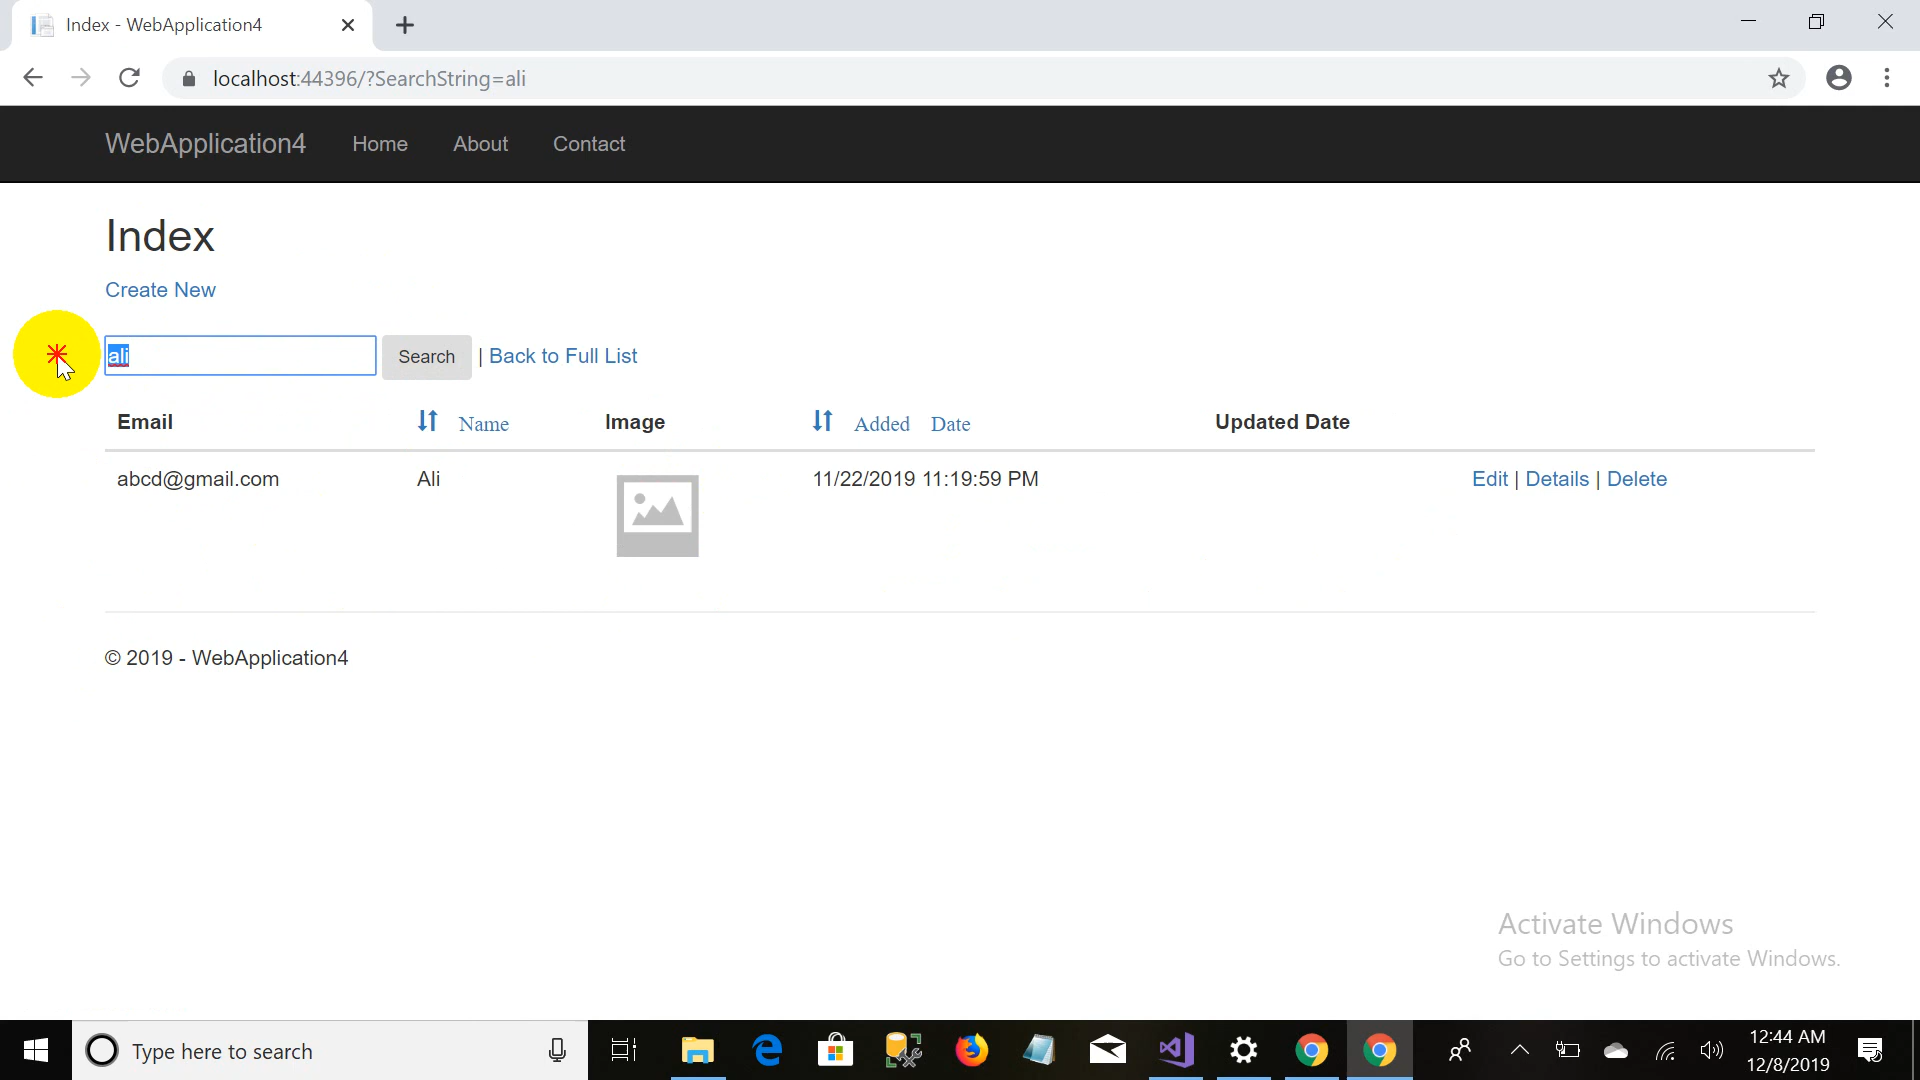 Index - WebApplication4
localhost:44396/?SearchString=ali
WebApplication4 Home About Contact
Index
Create New
ali Search | Back to Full List
Email Name Image Added Date Updated Date
abcd@gmail.com Ali 11/22/2019 11:19:59 PM Edit | Details | Delete
© 2019 - WebApplication4
Activate Windows
Go to Settings to activate Windows.
Type here to search
12:44 AM
12/8/2019